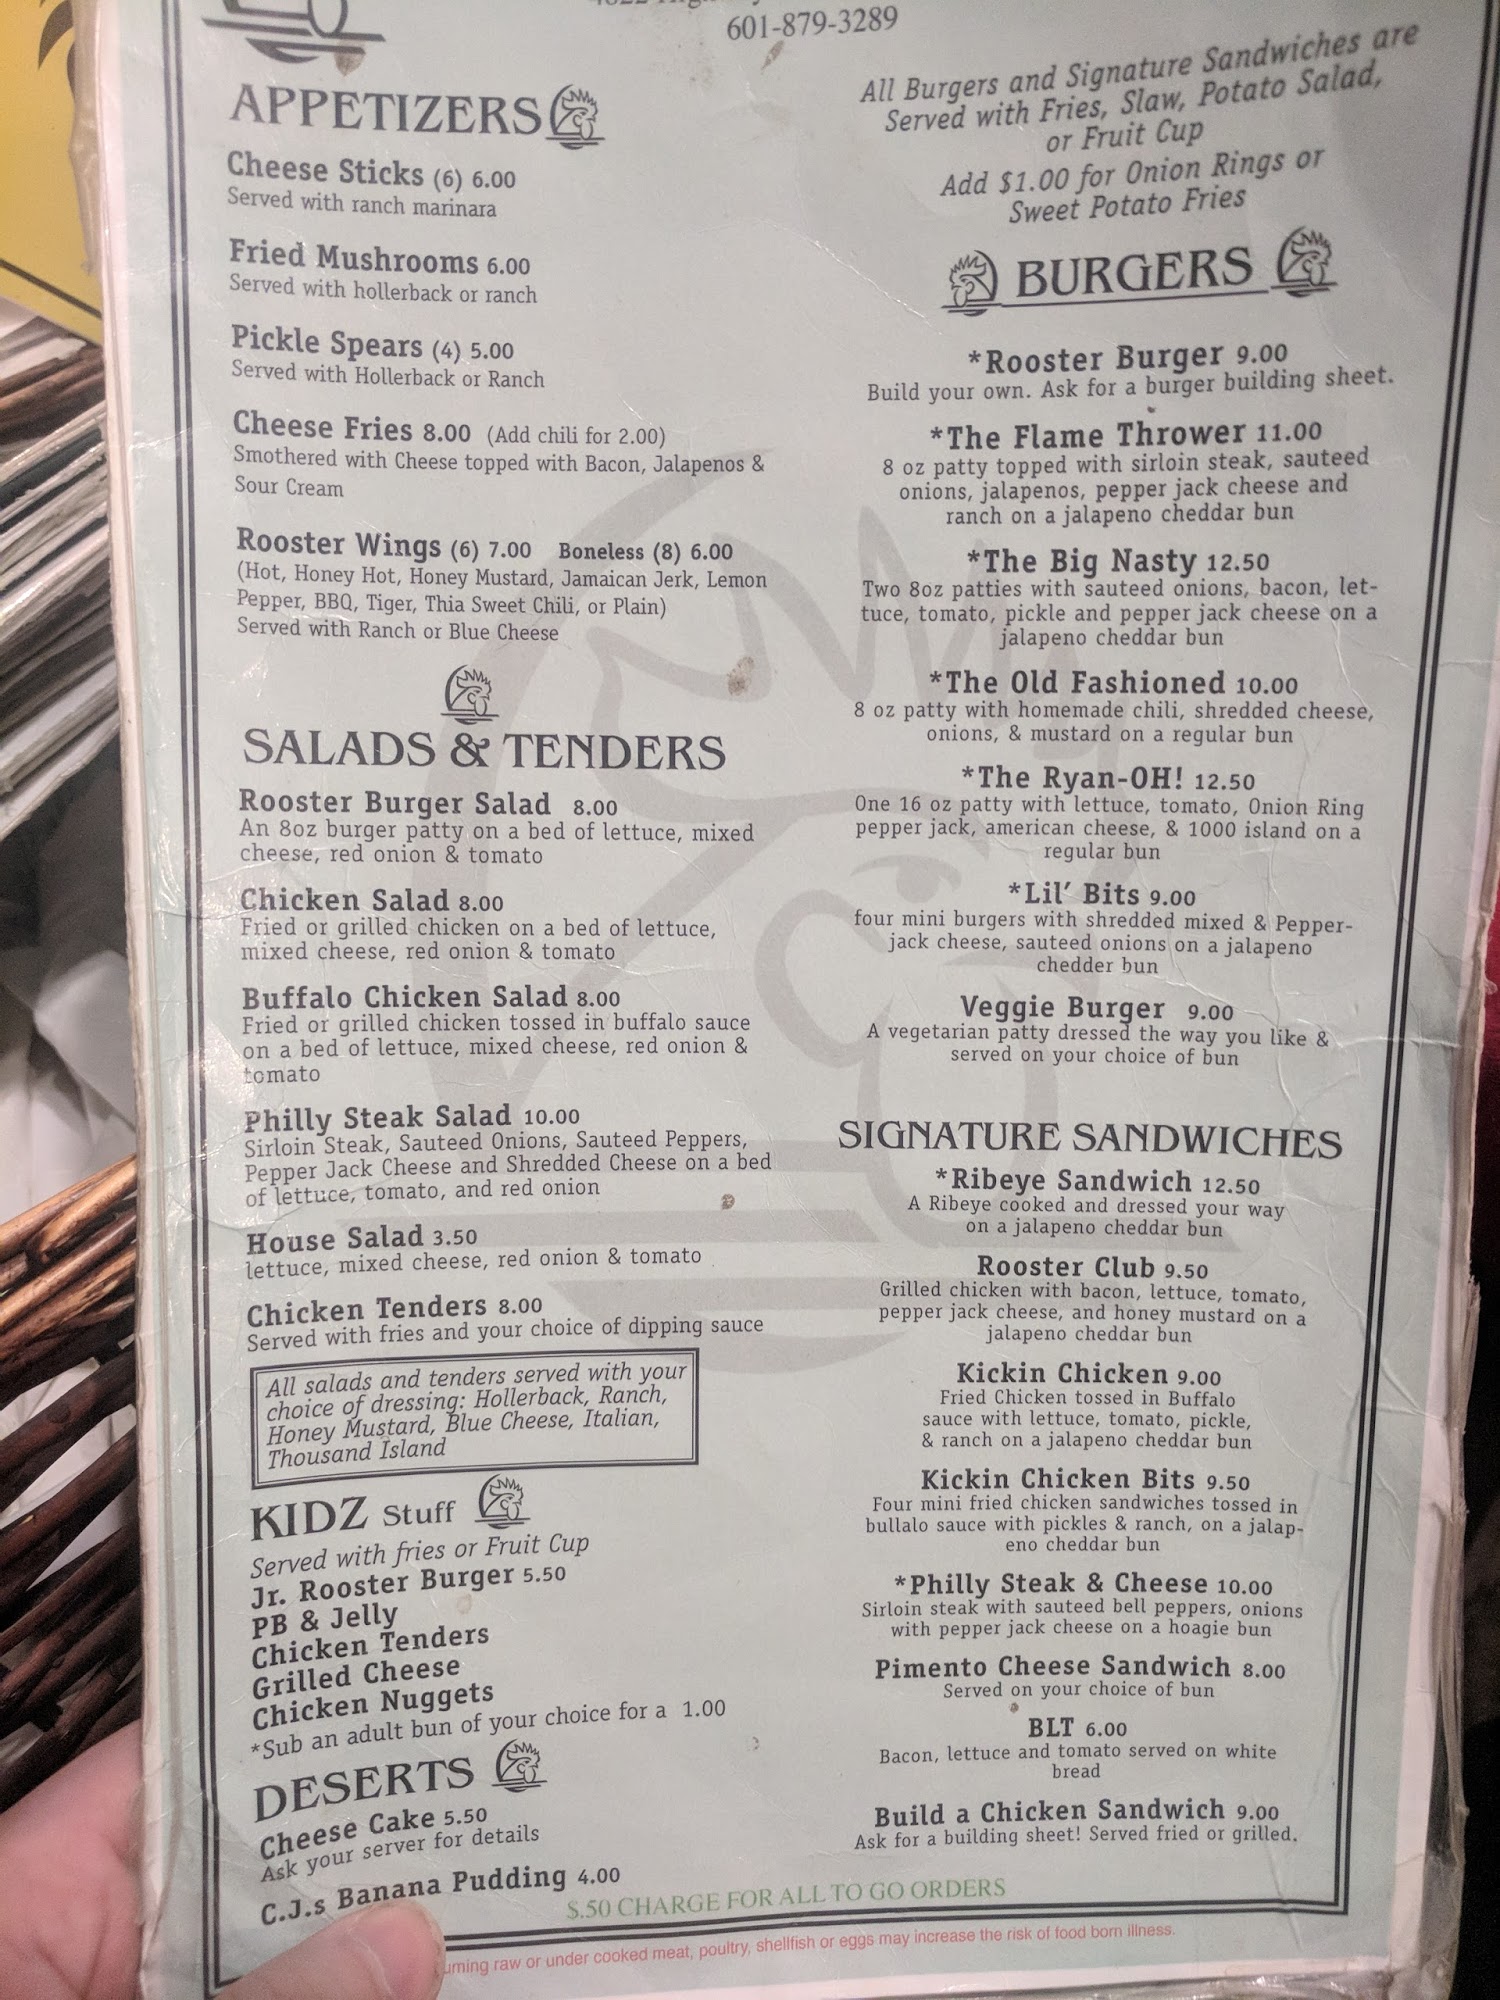 601-879-3289
APPETIZERS
Cheese Sticks (6) 6.00
Served with ranch marinara
Fried Mushrooms 6.00
Served with hollerback or ranch
Pickle Spears (4) 5.00
Served with Hollerback or Ranch
Cheese Fries 8.00 (Add chili for 2.00)
Smothered with Cheese topped with Bacon, Jalapenos &
Sour Cream
Rooster Wings (6) 7.00 Boneless (8) 6.00
(Hot, Honey Hot, Honey Mustard, Jamaican Jerk, Lemon
Pepper, BBQ, Tiger, Thia Sweet Chili, or Plain)
Served with Ranch or Blue Cheese
SALADS & TENDERS
Rooster Burger Salad 8.00
An 8oz burger patty on a bed of lettuce, mixed
cheese, red onion & tomato
Chicken Salad 8.00
Fried or grilled chicken on a bed of lettuce,
mixed cheese, red onion & tomato
Buffalo Chicken Salad 8.00
Fried or grilled chicken tossed in buffalo sauce
on a bed of lettuce, mixed cheese, red onion &
tomato
Philly Steak Salad 10.00
Sirloin Steak, Sauteed Onions, Sauteed Peppers,
Pepper Jack Cheese and Shredded Cheese on a bed
of lettuce, tomato, and red onion
House Salad 3.50
lettuce, mixed cheese, red onion & tomato
Chicken Tenders 8.00
Served with fries and your choice of dipping sauce
All salads and tenders served with your
choice of dressing: Hollerback, Ranch,
Honey Mustard, Blue Cheese, Italian,
Thousand Island
KIDZ Stuff
Served with fries or Fruit Cup
Jr. Rooster Burger 5.50
PB & Jelly
Chicken Tenders
Grilled Cheese
Chicken Nuggets
*Sub an adult bun of your choice for a 1.00
DESERTS
Cheese Cake 5.50
Ask your server for details
C.J.s Banana Pudding 4.00
All Burgers and Signature Sandwiches are
Served with Fries, Slaw, Potato Salad,
or Fruit Cup
Add $1.00 for Onion Rings or
Sweet Potato Fries
BURGERS
*Rooster Burger 9.00
Build your own. Ask for a burger building sheet.
*The Flame Thrower 11.00
8 oz patty topped with sirloin steak, sauteed
onions, jalapenos, pepper jack cheese and
ranch on a jalapeno cheddar bun
*The Big Nasty 12.50
Two 8oz patties with sauteed onions, bacon, let-
tuce, tomato, pickle and pepper jack cheese on a
jalapeno cheddar bun
*The Old Fashioned 10.00
8 oz patty with homemade chili, shredded cheese,
onions, & mustard on a regular bun
*The Ryan-OH! 12.50
One 16 oz patty with lettuce, tomato, Onion Ring
pepper jack, american cheese, & 1000 island on a
regular bun
*Lil' Bits 9.00
four mini burgers with shredded mixed & Pepper-
jack cheese, sauteed onions on a jalapeno
chedder bun
Veggie Burger 9.00
A vegetarian patty dressed the way you like &
served on your choice of bun
SIGNATURE SANDWICHES
*Ribeye Sandwich 12.50
A Ribeye cooked and dressed your way
on a jalapeno cheddar bun
Rooster Club 9.50
Grilled chicken with bacon, lettuce, tomato,
pepper jack cheese, and honey mustard on a
jalapeno cheddar bun
Kickin Chicken 9.00
Fried Chicken tossed in Buffalo
sauce with lettuce, tomato, pickle,
& ranch on a jalapeno cheddar bun
Kickin Chicken Bits 9.50
Four mini fried chicken sandwiches tossed in
bullalo sauce with pickles & ranch, on a jalap-
eno cheddar bun
*Philly Steak & Cheese 10.00
Sirloin steak with sauteed bell peppers, onions
with pepper jack cheese on a hoagie bun
Pimento Cheese Sandwich 8.00
Served on your choice of bun
BLT 6.00
Bacon, lettuce and tomato served on white
bread
Build a Chicken Sandwich 9.00
Ask for a building sheet! Served fried or grilled.
$.50 CHARGE FOR ALL TO GO ORDERS
raw or under cooked meat, poultry, shellfish or eggs may increase the risk of food born illness.